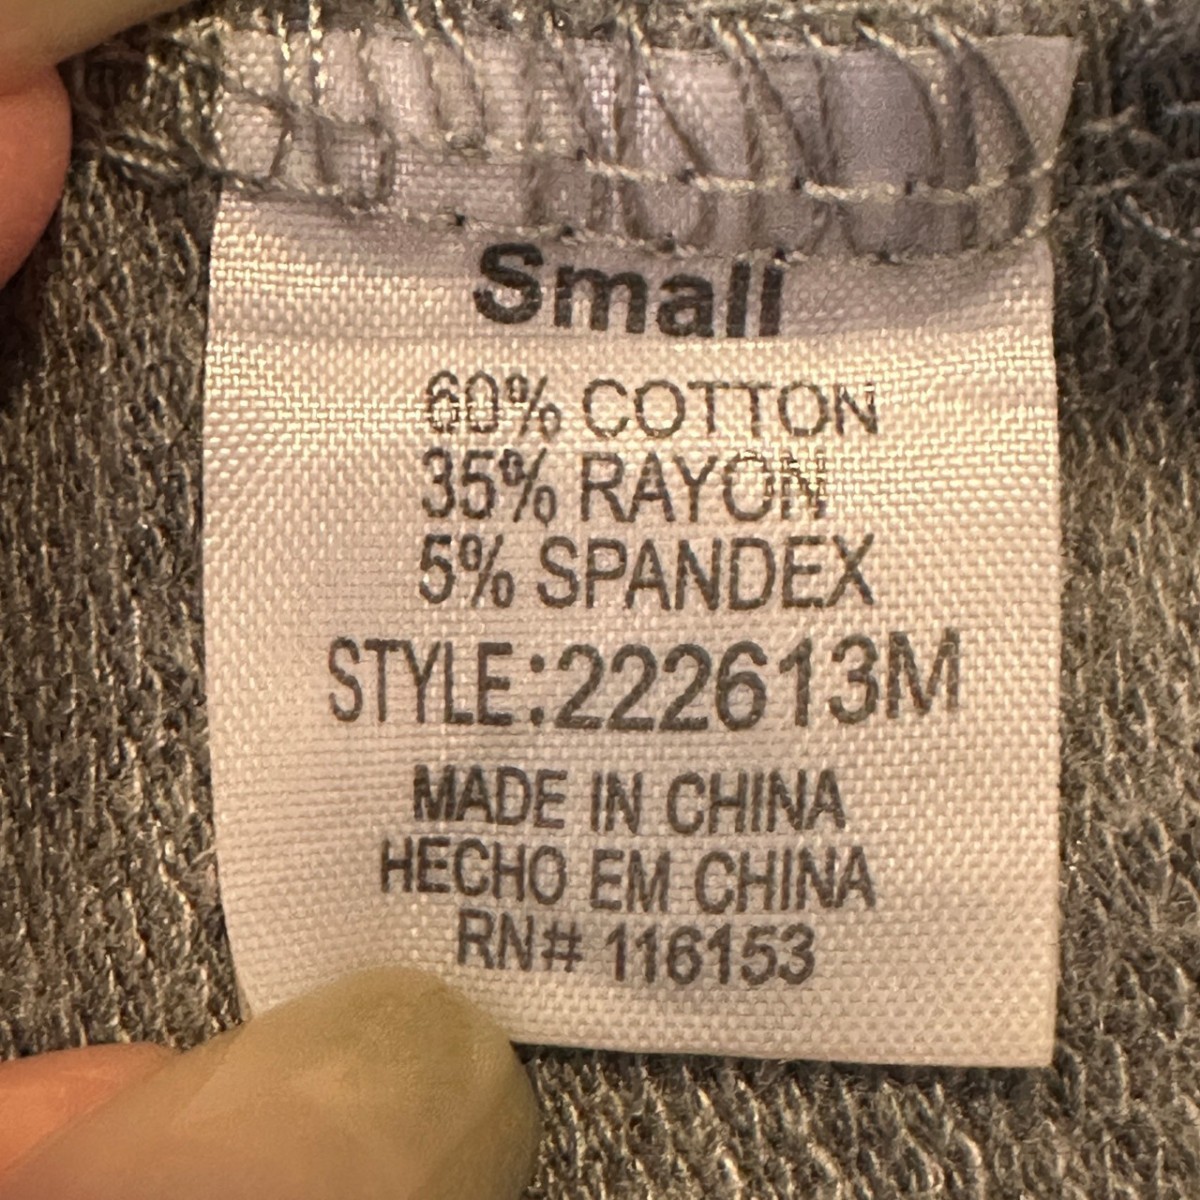 Small
60% COTTON
35% RAYON
5% SPANDEX
STYLE:222613M
MADE IN CHINA
HECHO EM CHINA
RN# 116153